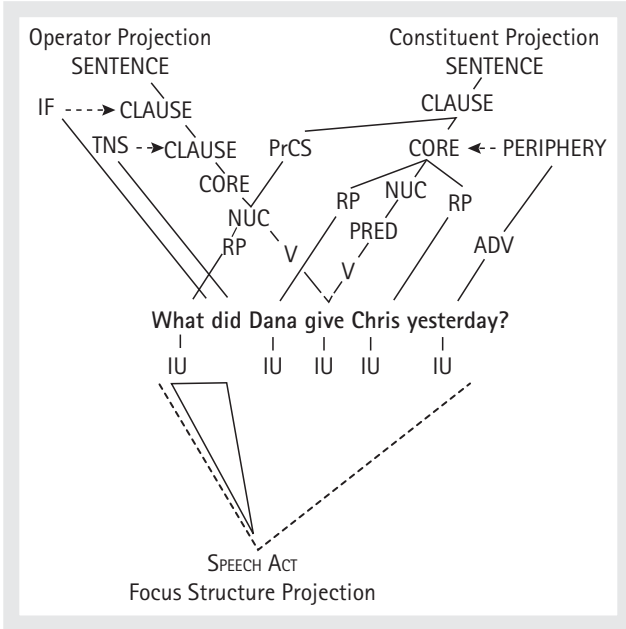 Operator Projection Constituent Projection
SENTENCE SENTENCE
IF CLAUSE CLAUSE
TNS CLAUSE PrCS CORE PERIPHERY
CORE RP NUC RP
NUC
RP V PRED ADV
V
What did Dana give Chris yesterday?
IU IU IU IU IU
SPEECH ACT
Focus Structure Projection